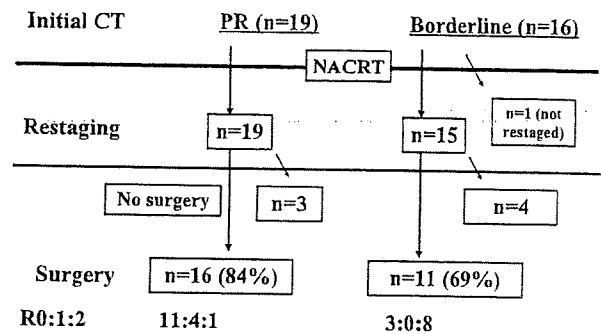 Initial CT PR (n=19) Borderline (n=16)
NACRT
n=1 (not
restaged)
Restaging n=19 n=15
No surgery n=3 n=4
Surgery n=16 (84%) n=11 (69%)
R0:1:2 11:4:1 3:0:8